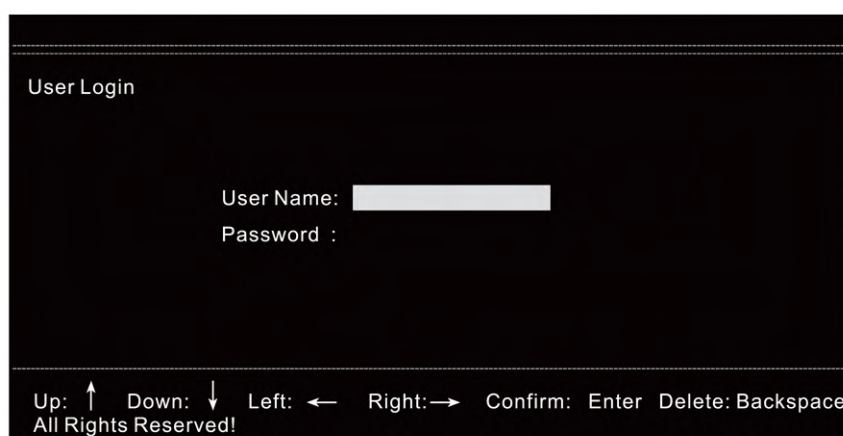 User Login
User Name:
Password :
Up: ↑ Down: ↓ Left: ← Right:→ Confirm: Enter Delete: Backspace
All Rights Reserved!